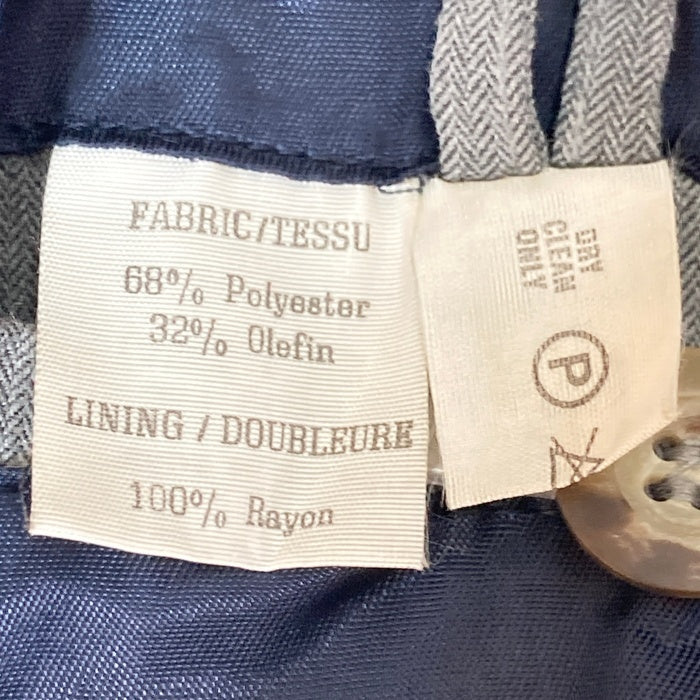 FABRIC/TESSU
68% Polyester
32% Olefin
LINING / DOUBLEURE
100% Rayon
DRY
CLEAN
ONLY
P